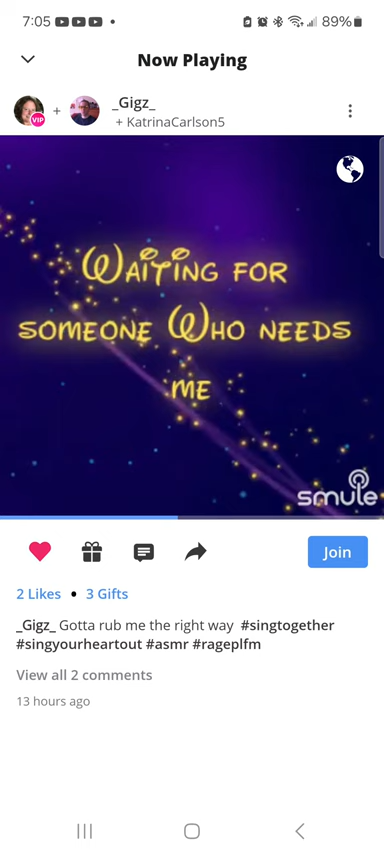 7:05
89%
Now Playing
VIP
+
_Gigz_
+ KatrinaCarlson5
Waiting for
someone Who needs
me
smule
Join
2 Likes • 3 Gifts
_Gigz_ Gotta rub me the right way #singtogether
#singyourheartout #asmr #rageplfm
View all 2 comments
13 hours ago